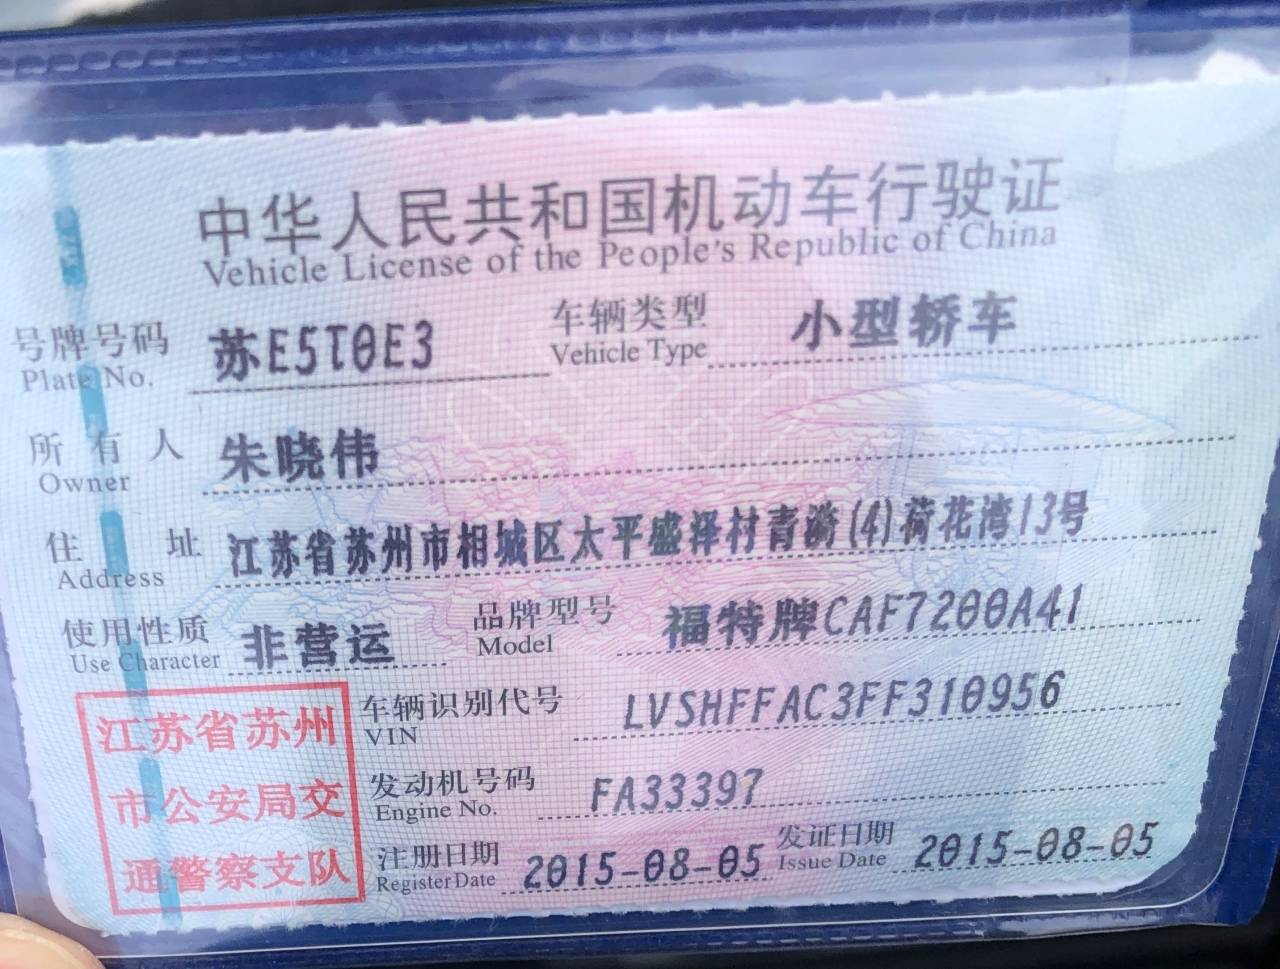 中华人民共和国机动车行驶证
Vehicle License of the People's Republic of China
号牌号码 苏E5T0E3 车辆类型 小型轿车
Plate No. Vehicle Type
所有人 朱晓伟
Owner
住址 江苏省苏州市相城区太平盛泽村青漪(4)荷花湾13号
Address
使用性质 非营运 品牌型号 福特牌CAF7200A41
Use Character Model
车辆识别代号 LVSHFFAC3FF310956
VIN
发动机号码 FA33397
Engine No.
注册日期 2015-08-05 发证日期 2015-08-05
Register Date Issue Date
江苏省苏州
市公安局交
通警察支队